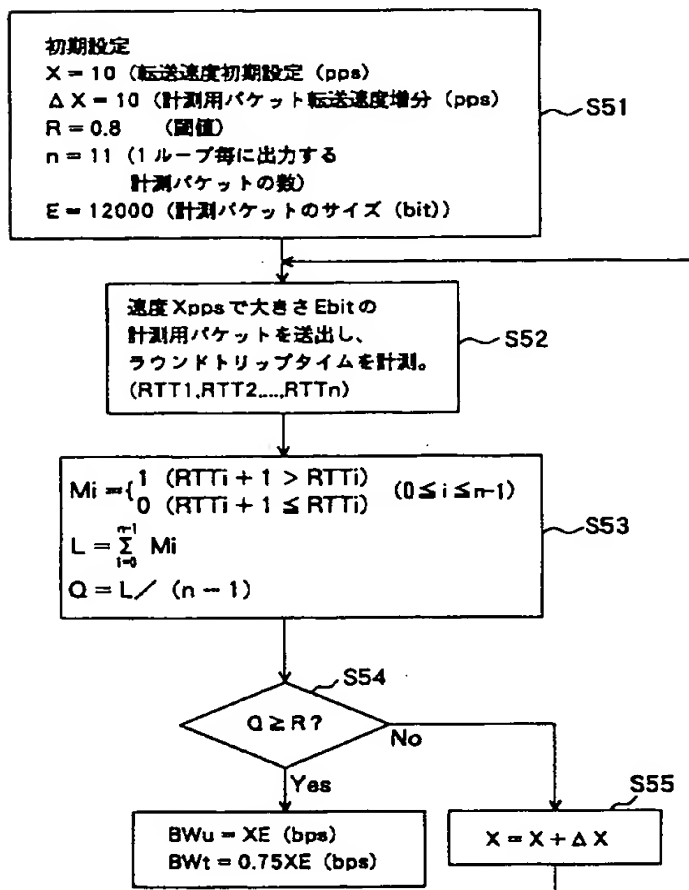 初期設定
X = 10 (転送速度初期設定 (pps)
Δ X = 10 (計測用パケット転送速度増分 (pps)
R = 0.8 (閾値)
n = 11 (1 ループ毎に出力する
計測パケットの数)
E = 12000 (計測パケットのサイズ (bit))
S51
速度Xppsで大きさEbitの
計測用パケットを送出し、
ラウンドトリップタイムを計測。
(RTT1,RTT2,...,RTTn)
S52
Mi = { 1 (RTTi + 1 > RTTi)
0 (RTTi + 1 ≤ RTTi) (0 ≤ i ≤ n-1)
L = Σ Mi
n-1
i=0
Q = L／ (n − 1)
S53
S54
Q ≥ R ?
No
Yes
S55
BWu = XE (bps)
BWt = 0.75XE (bps)
X = X + Δ X